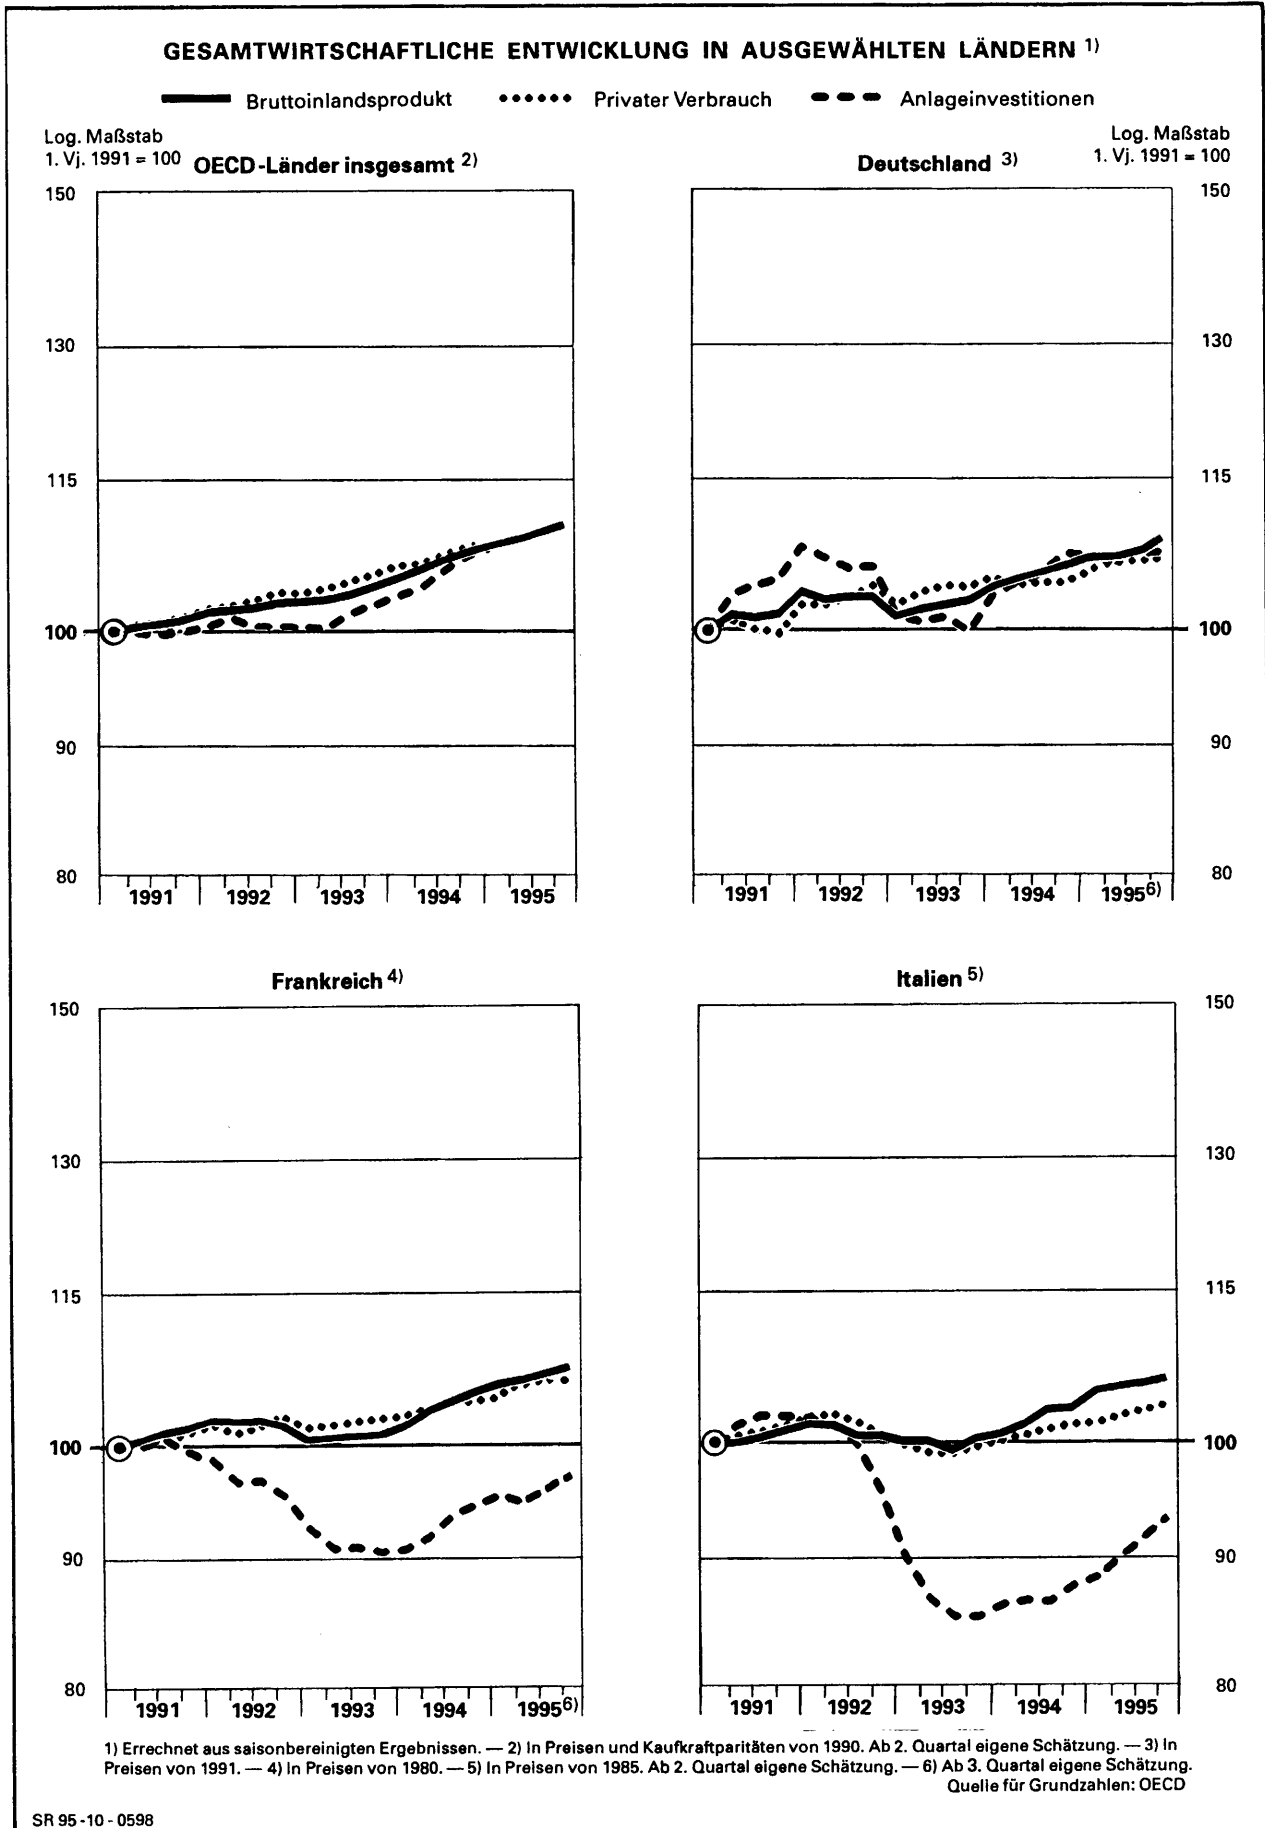 GESAMTWIRTSCHAFTLICHE ENTWICKLUNG IN AUSGEWÄHLTEN LÄNDERN 1)
Bruttoinlandsprodukt Privater Verbrauch Anlageinvestitionen
Log. Maßstab
1. Vj. 1991 = 100
OECD-Länder insgesamt 2)
150
130
115
100
90
80
1991 1992 1993 1994 1995
Log. Maßstab
1. Vj. 1991 = 100
Deutschland 3)
150
130
115
100
90
80
1991 1992 1993 1994 1995 6)
Frankreich 4)
150
130
115
100
90
80
1991 1992 1993 1994 1995 6)
Italien 5)
150
130
115
100
90
80
1991 1992 1993 1994 1995
1) Errechnet aus saisonbereinigten Ergebnissen. — 2) In Preisen und Kaufkraftparitäten von 1990. Ab 2. Quartal eigene Schätzung. — 3) In
Preisen von 1991. — 4) In Preisen von 1980. — 5) In Preisen von 1985. Ab 2. Quartal eigene Schätzung. — 6) Ab 3. Quartal eigene Schätzung.
Quelle für Grundzahlen: OECD
SR 95 - 10 - 0598